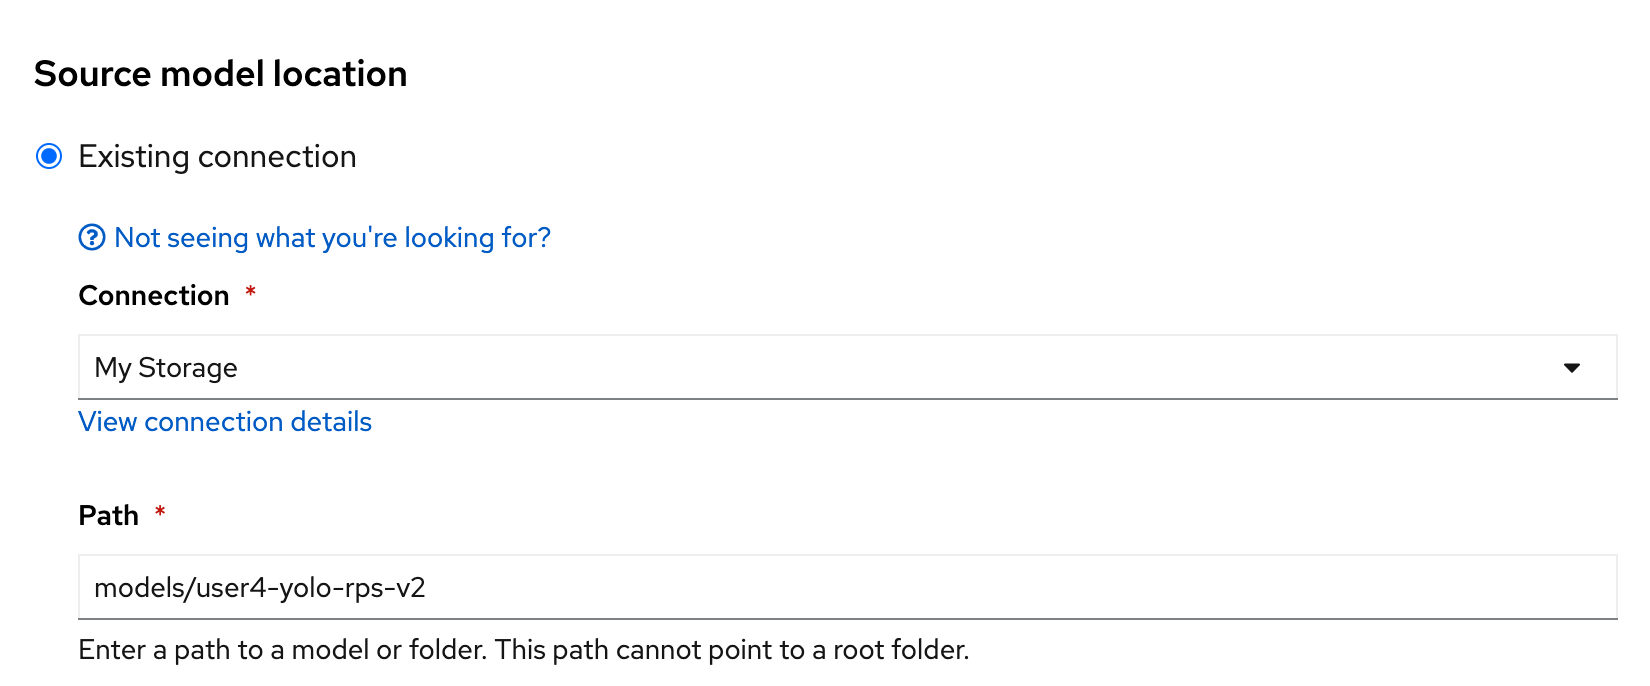 Source model location
Existing connection
Not seeing what you're looking for?
Connection *
My Storage
View connection details
Path *
models/user4-yolo-rps-v2
Enter a path to a model or folder. This path cannot point to a root folder.